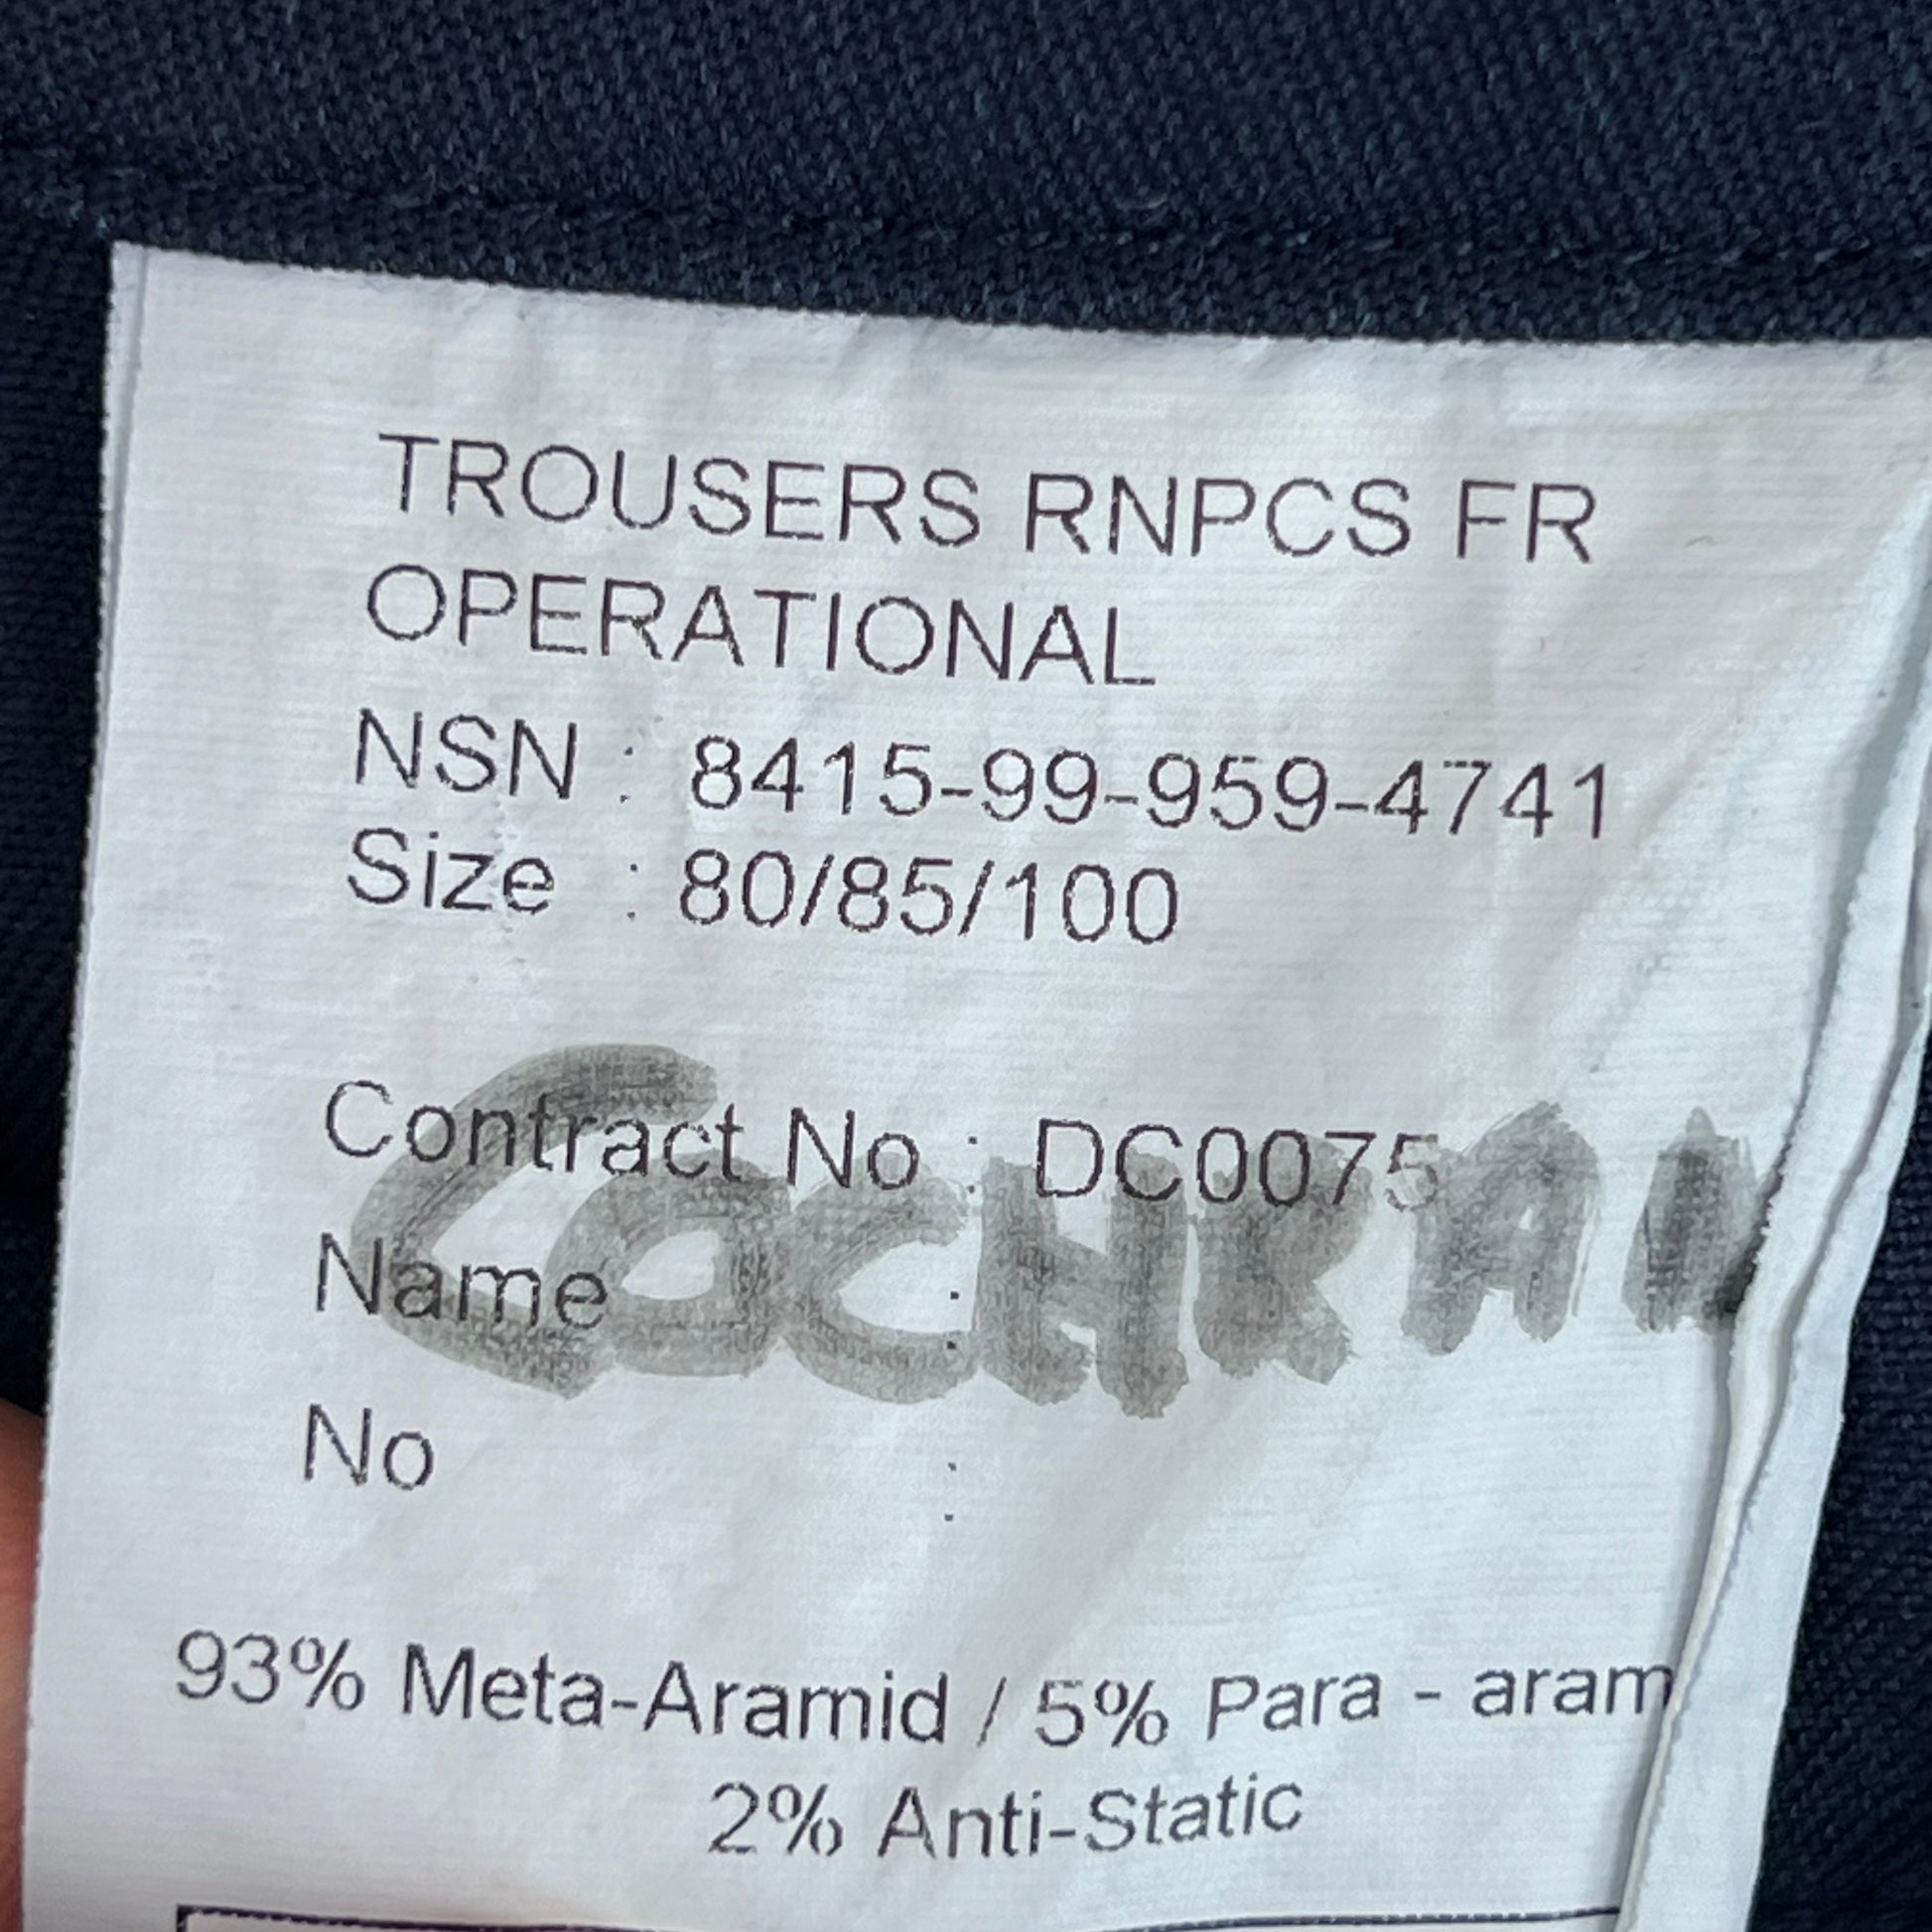 TROUSERS RNPCS FR
OPERATIONAL
NSN : 8415-99-959-4741
Size : 80/85/100
Contract No : DC0075
Name :
No :
93% Meta-Aramid / 5% Para - aram
2% Anti-Static